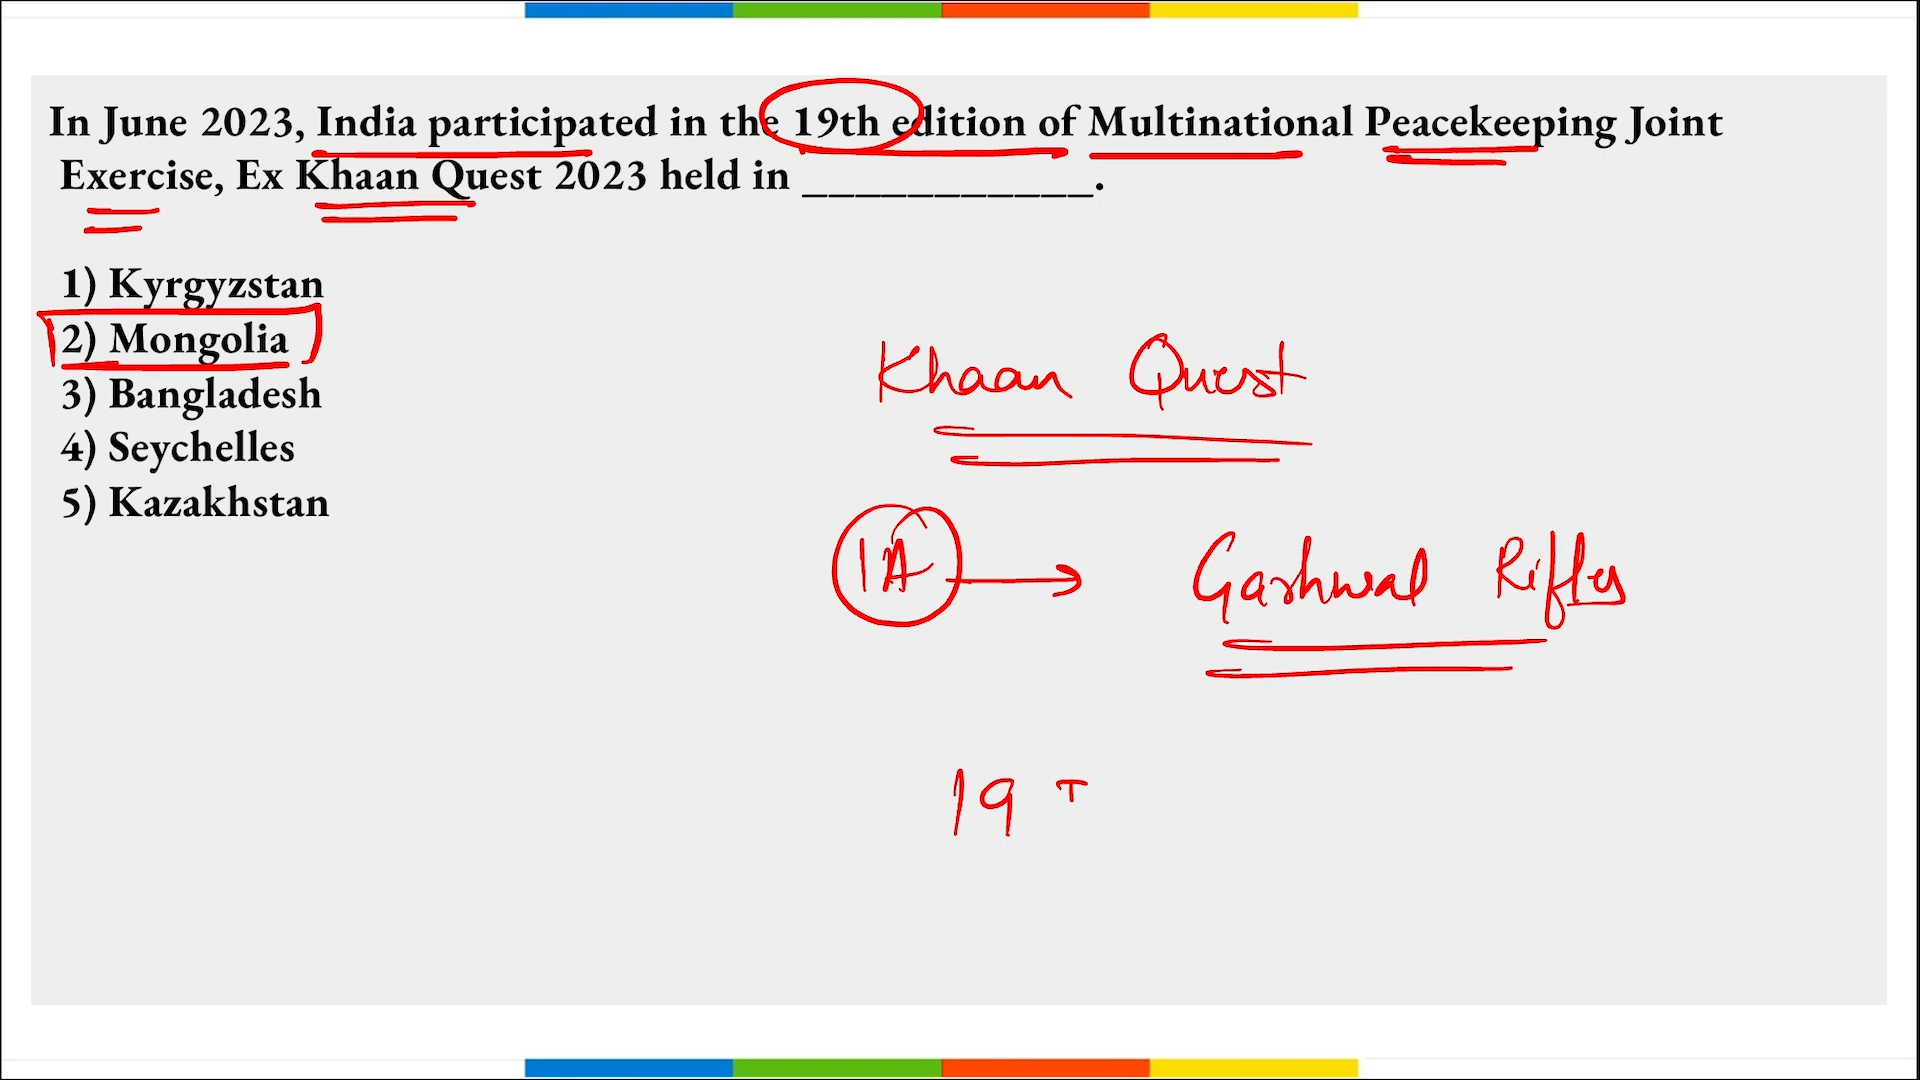 In June 2023, India participated in the 19th edition of Multinational Peacekeeping Joint
Exercise, Ex Khaan Quest 2023 held in ___________.
1) Kyrgyzstan
2) Mongolia
3) Bangladesh
4) Seychelles
5) Kazakhstan
Khaan Quest
IA → Garhwal Rifles
19 T